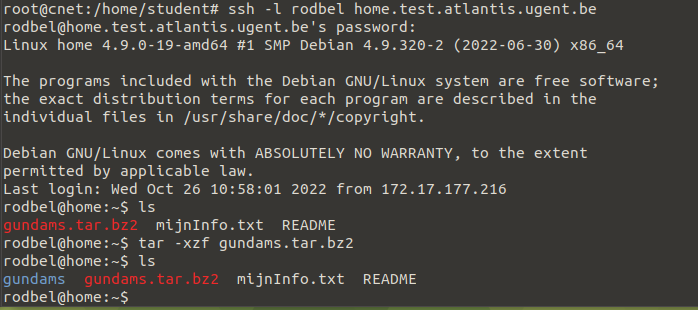 root@cnet:/home/student# ssh -l rodbel home.test.atlantis.ugent.be
rodbel@home.test.atlantis.ugent.be's password:
Linux home 4.9.0-19-amd64 #1 SMP Debian 4.9.320-2 (2022-06-30) x86_64

The programs included with the Debian GNU/Linux system are free software;
the exact distribution terms for each program are described in the
individual files in /usr/share/doc/*/copyright.

Debian GNU/Linux comes with ABSOLUTELY NO WARRANTY, to the extent
permitted by applicable law.
Last login: Wed Oct 26 10:58:01 2022 from 172.17.177.216
rodbel@home:~$ ls
gundams.tar.bz2  mijnInfo.txt  README
rodbel@home:~$ tar -xzf gundams.tar.bz2
rodbel@home:~$ ls
gundams  gundams.tar.bz2  mijnInfo.txt  README
rodbel@home:~$